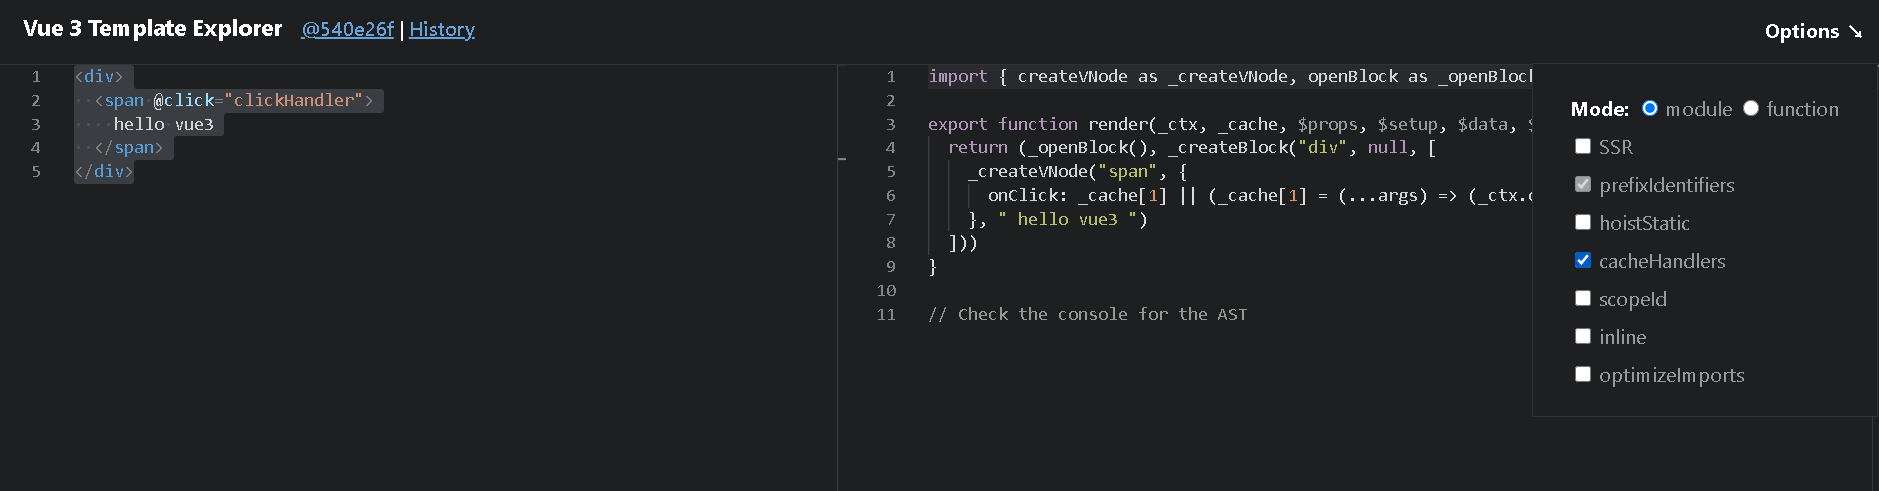 Vue 3 Template Explorer @540e26f | History
Options ↘
1 <div>
2 <span @click="clickHandler">
3 hello vue3
4 </span>
5 </div>
1 import { createVNode as _createVNode, openBlock as _openBlock
2
3 export function render(_ctx, _cache, $props, $setup, $data, $
4 return (_openBlock(), _createBlock("div", null, [
5 _createVNode("span", {
6 onClick: _cache[1] || (_cache[1] = (...args) => (_ctx.c
7 }, " hello vue3 ")
8 ]))
9 }
10
11 // Check the console for the AST
Mode: module function
SSR
prefixIdentifiers
hoistStatic
cacheHandlers
scopeId
inline
optimizeImports